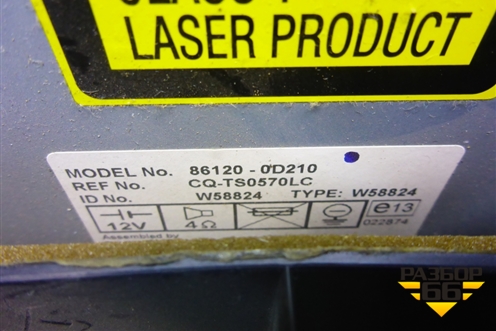 LASER PRODUCT
MODEL No. 86120 - 0D210
REF No. CQ-TS0570LC
ID No. W58824 TYPE: W58824
12V 4Ω e13
022874
Assembled by
РАЗБОР
66